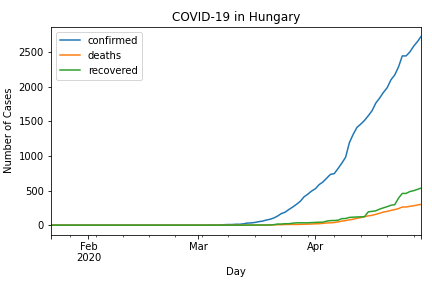 COVID-19 in Hungary
confirmed
deaths
recovered
Number of Cases
2500
2000
1500
1000
500
0
Feb
2020
Mar
Apr
Day